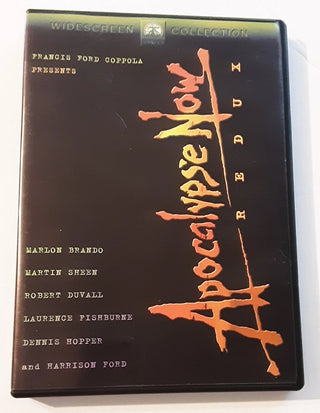 WIDESCREEN COLLECTION
FRANCIS FORD COPPOLA
PRESENTS
Apocalypse Now
REDUX
MARLON BRANDO
MARTIN SHEEN
ROBERT DUVALL
LAURENCE FISHBURNE
DENNIS HOPPER
and HARRISON FORD